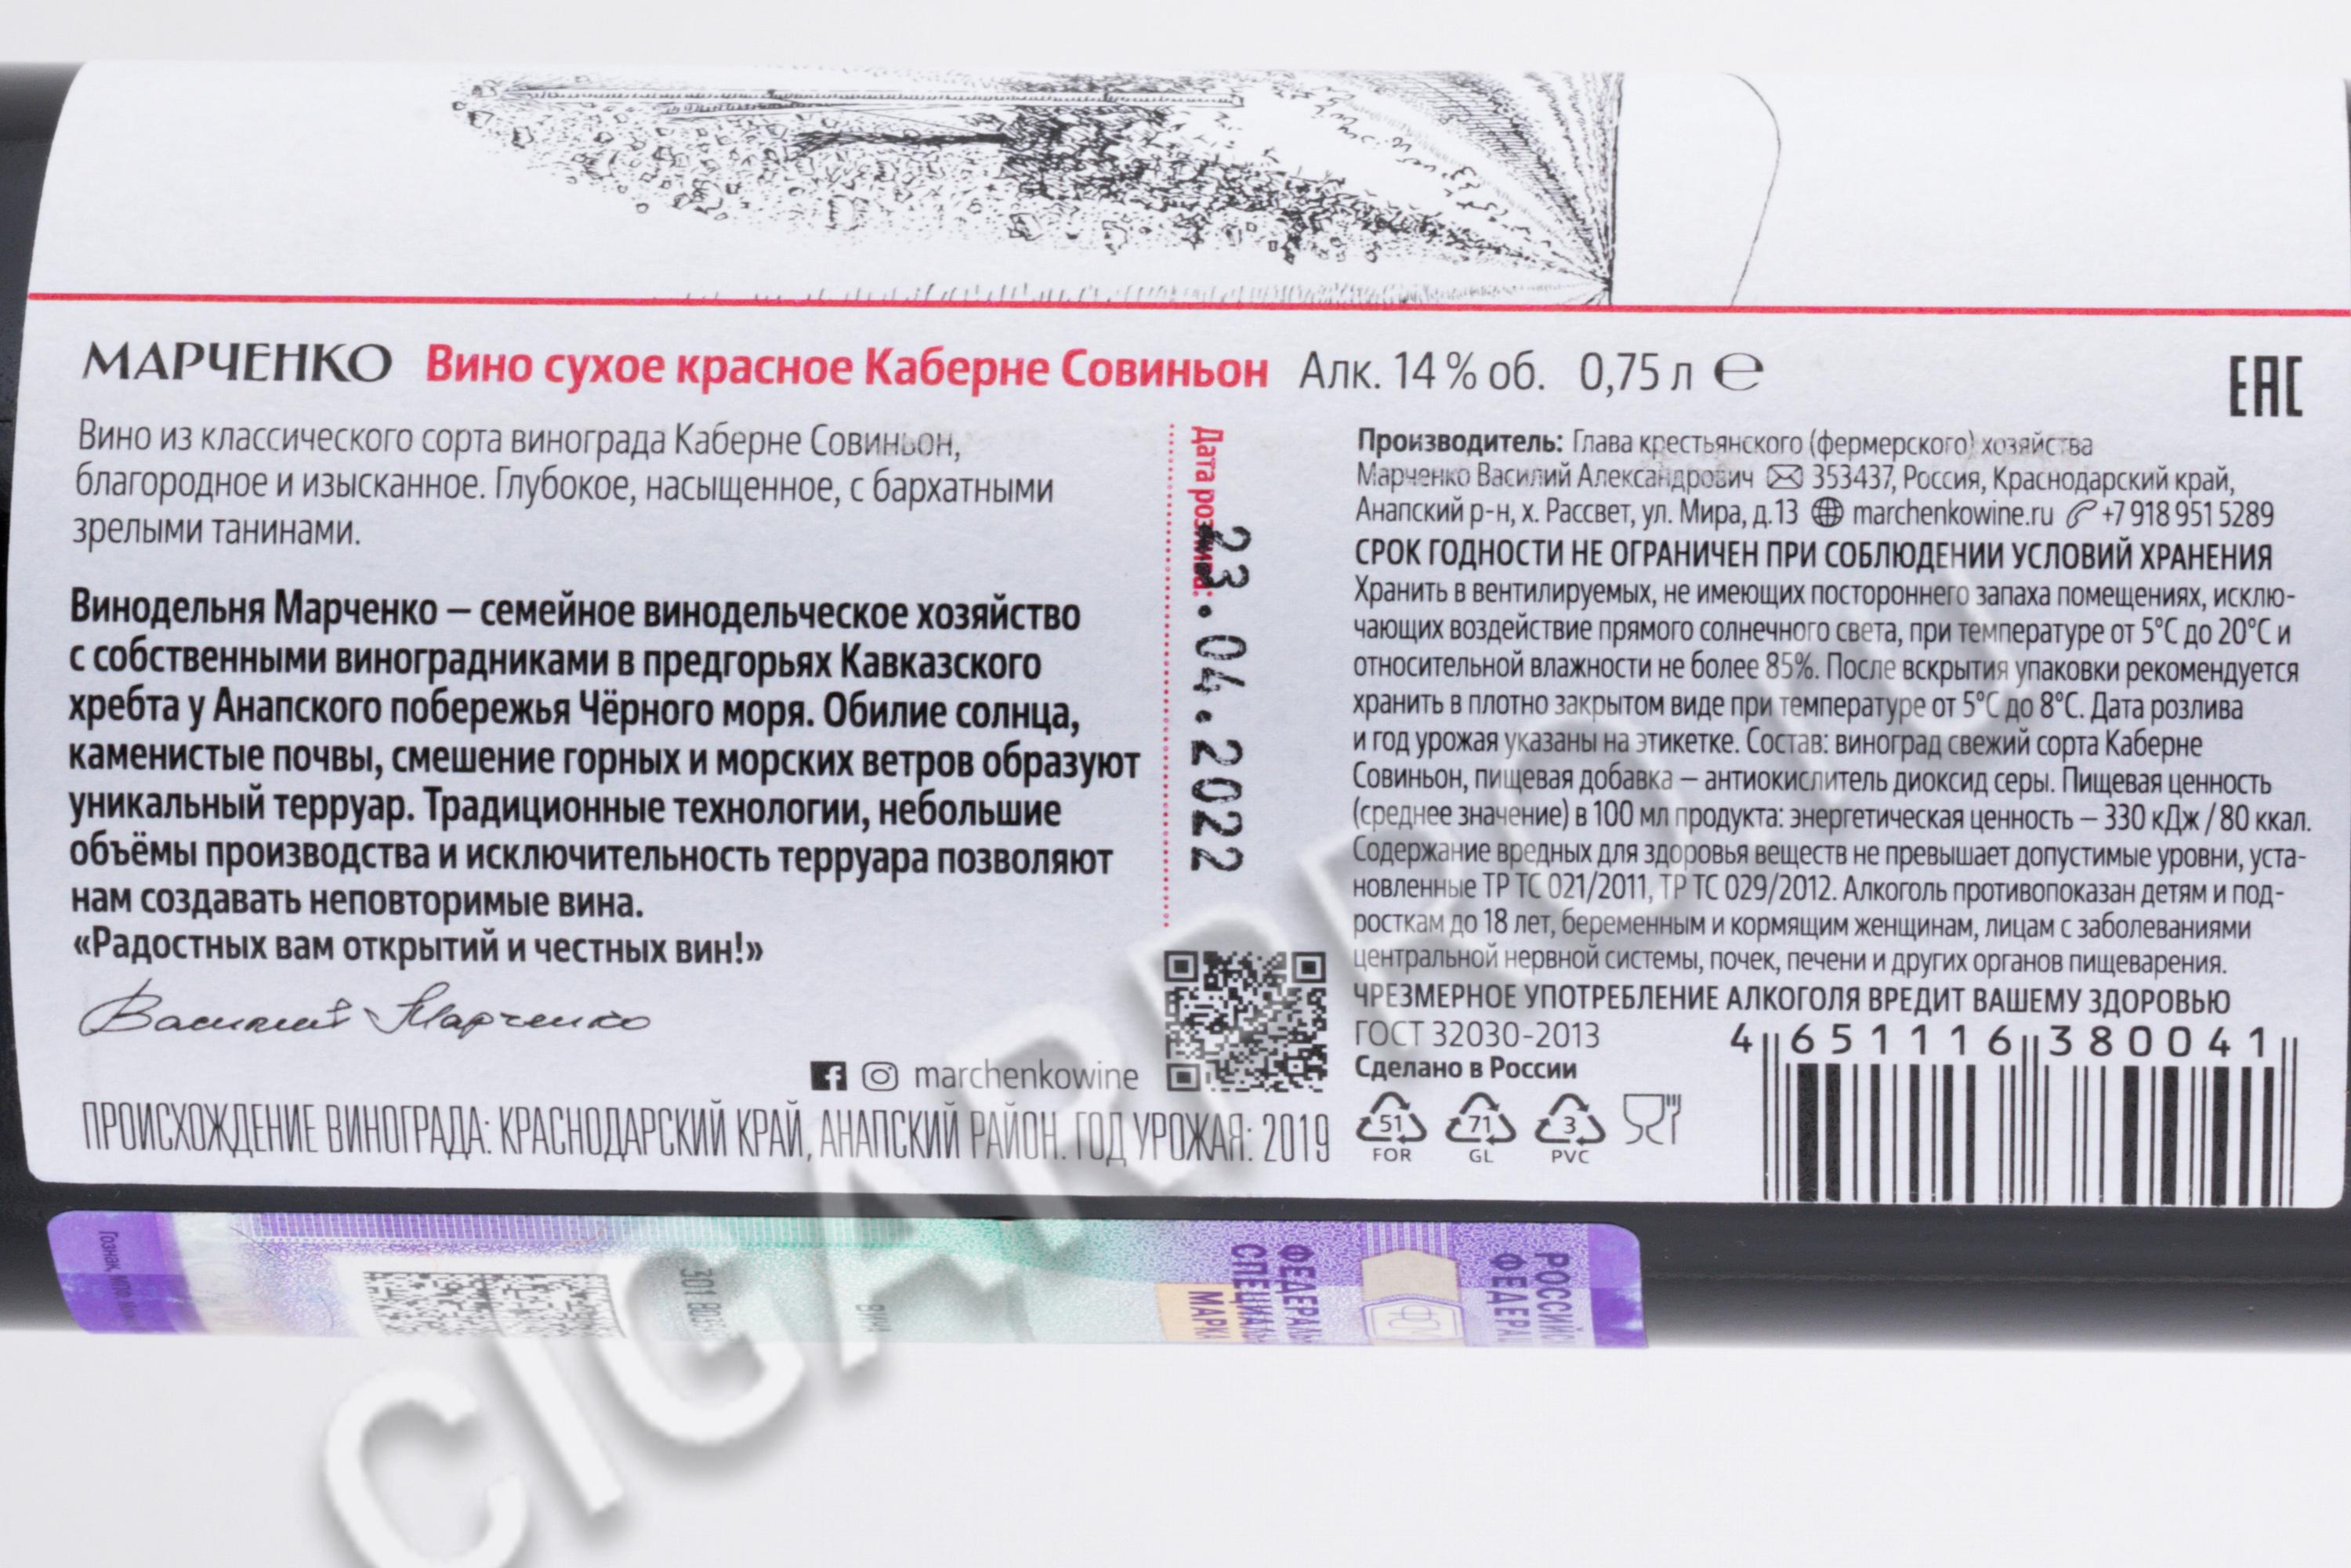 МАРЧЕНКО Вино сухое красное Каберне Совиньон Алк. 14 % об. 0,75 л ℮
EAC
Вино из классического сорта винограда Каберне Совиньон,
благородное и изысканное. Глубокое, насыщенное, с бархатными
зрелыми танинами.
Винодельня Марченко – семейное винодельческое хозяйство
с собственными виноградниками в предгорьях Кавказского
хребта у Анапского побережья Чёрного моря. Обилие солнца,
каменистые почвы, смешение горных и морских ветров образуют
уникальный терруар. Традиционные технологии, небольшие
объёмы производства и исключительность терруара позволяют
нам создавать неповторимые вина.
«Радостных вам открытий и честных вин!»
Василий Марченко
marchenkowine
ПРОИСХОЖДЕНИЕ ВИНОГРАДА: КРАСНОДАРСКИЙ КРАЙ, АНАПСКИЙ РАЙОН. ГОД УРОЖАЯ: 2019
Дата розлива:
23.04.2022
Производитель: Глава крестьянского (фермерского) хозяйства
Марченко Василий Александрович 353437, Россия, Краснодарский край,
Анапский р-н, х. Рассвет, ул. Мира, д.13 marchenkowine.ru +7 918 951 5289
СРОК ГОДНОСТИ НЕ ОГРАНИЧЕН ПРИ СОБЛЮДЕНИИ УСЛОВИЙ ХРАНЕНИЯ
Хранить в вентилируемых, не имеющих постороннего запаха помещениях, исклю-
чающих воздействие прямого солнечного света, при температуре от 5°С до 20°С и
относительной влажности не более 85%. После вскрытия упаковки рекомендуется
хранить в плотно закрытом виде при температуре от 5°С до 8°С. Дата розлива
и год урожая указаны на этикетке. Состав: виноград свежий сорта Каберне
Совиньон, пищевая добавка – антиокислитель диоксид серы. Пищевая ценность
(среднее значение) в 100 мл продукта: энергетическая ценность – 330 кДж / 80 ккал.
Содержание вредных для здоровья веществ не превышает допустимые уровни, уста-
новленные ТР ТС 021/2011, ТР ТС 029/2012. Алкоголь противопоказан детям и под-
росткам до 18 лет, беременным и кормящим женщинам, лицам с заболеваниями
центральной нервной системы, почек, печени и других органов пищеварения.
ЧРЕЗМЕРНОЕ УПОТРЕБЛЕНИЕ АЛКОГОЛЯ ВРЕДИТ ВАШЕМУ ЗДОРОВЬЮ
ГОСТ 32030-2013
Сделано в России
4 651116 380041
51 71 3
FOR GL PVC
Гознак, МПФ
301
МАРК
CIGARPRO.RU